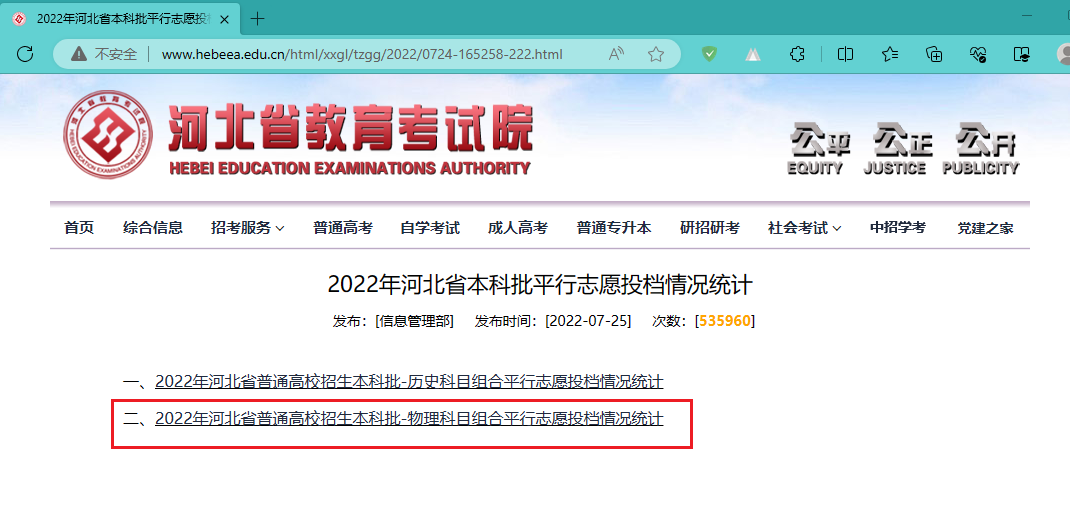 2022年河北省本科批平行志愿投
不安全 www.hebeea.edu.cn/html/xxgl/tzgg/2022/0724-165258-222.html
河北省教育考试院
HEBEI EDUCATION EXAMINATIONS AUTHORITY
公平 公正 公开
EQUITY JUSTICE PUBLICITY
首页 综合信息 招考服务 普通高考 自学考试 成人高考 普通专升本 研招研考 社会考试 中招学考 党建之家
2022年河北省本科批平行志愿投档情况统计
发布：[信息管理部] 发布时间：[2022-07-25] 次数：[535960]
一、2022年河北省普通高校招生本科批-历史科目组合平行志愿投档情况统计
二、2022年河北省普通高校招生本科批-物理科目组合平行志愿投档情况统计